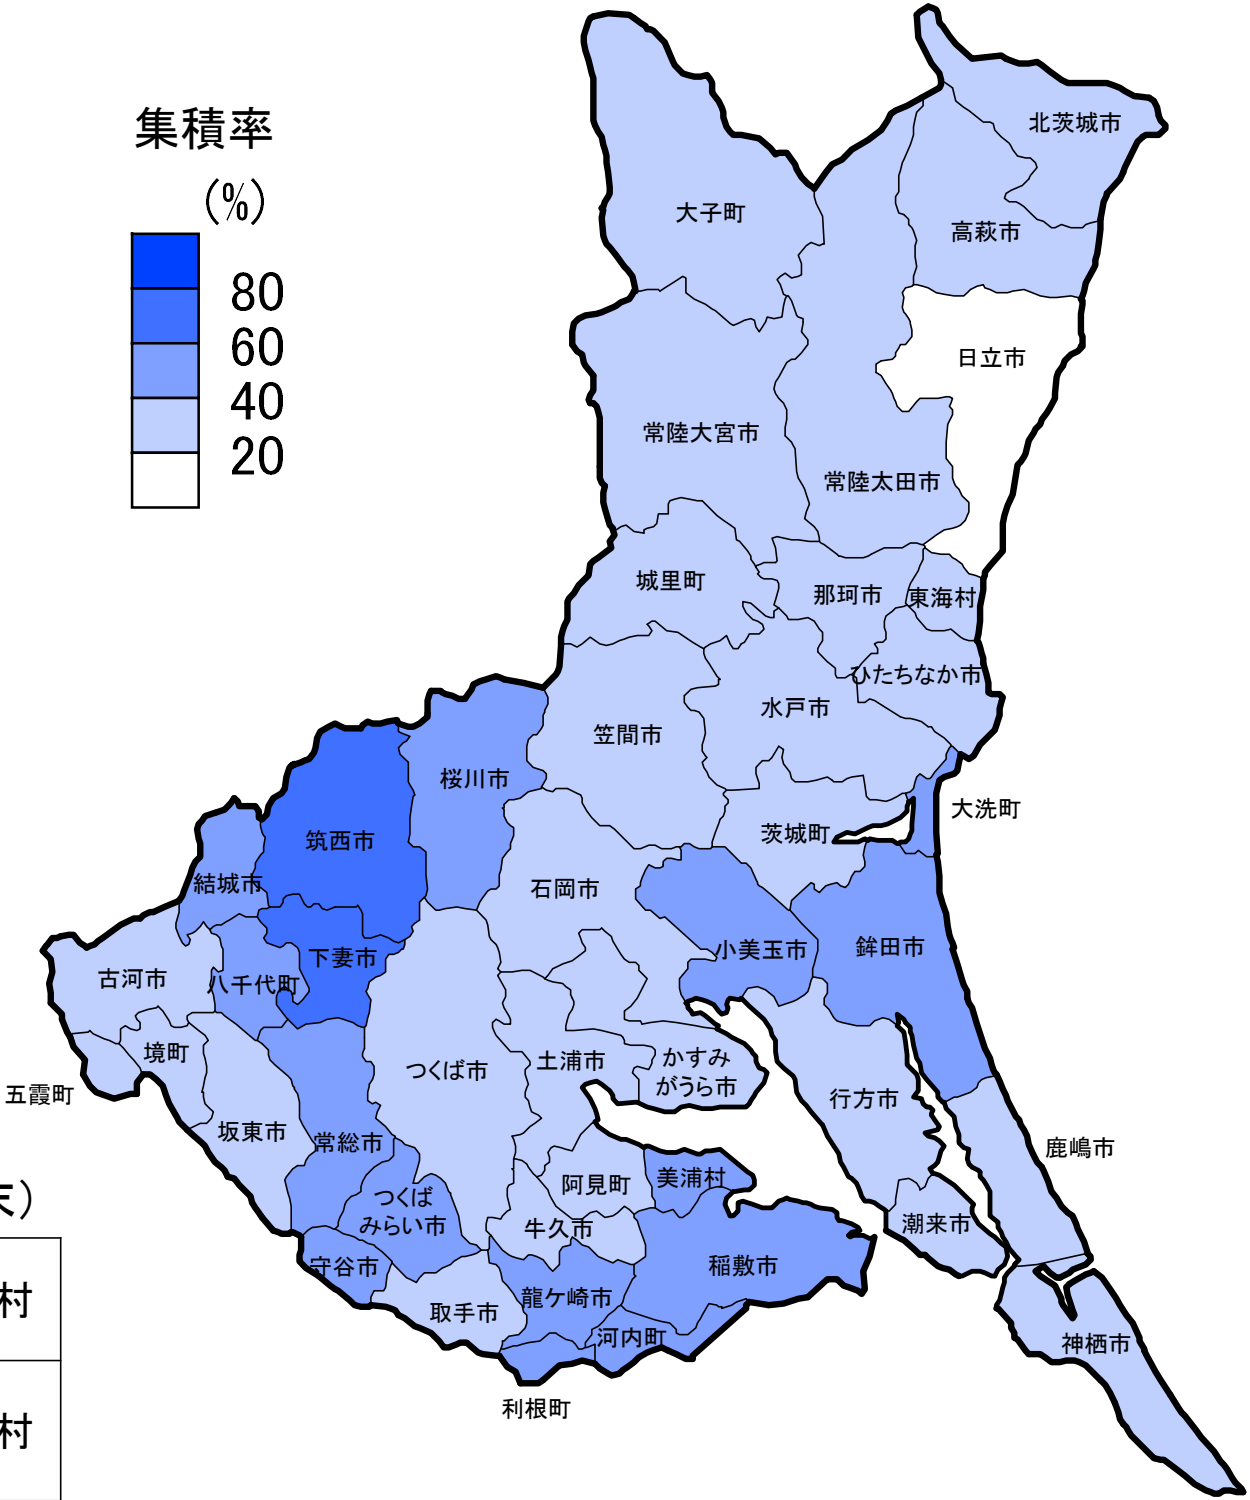 集積率
(%)
80
60
40
20
北茨城市
大子町
高萩市
日立市
常陸大宮市
常陸太田市
城里町
那珂市
東海村
ひたちなか市
水戸市
笠間市
桜川市
大洗町
茨城町
筑西市
結城市
石岡市
小美玉市
鉾田市
下妻市
古河市
八千代町
境町
つくば市
土浦市
かすみ
がうら市
五霞町
行方市
坂東市
常総市
鹿嶋市
美浦村
阿見町
つくば
みらい市
牛久市
潮来市
守谷市
稲敷市
龍ケ崎市
取手市
河内町
神栖市
利根町
末）
村
村